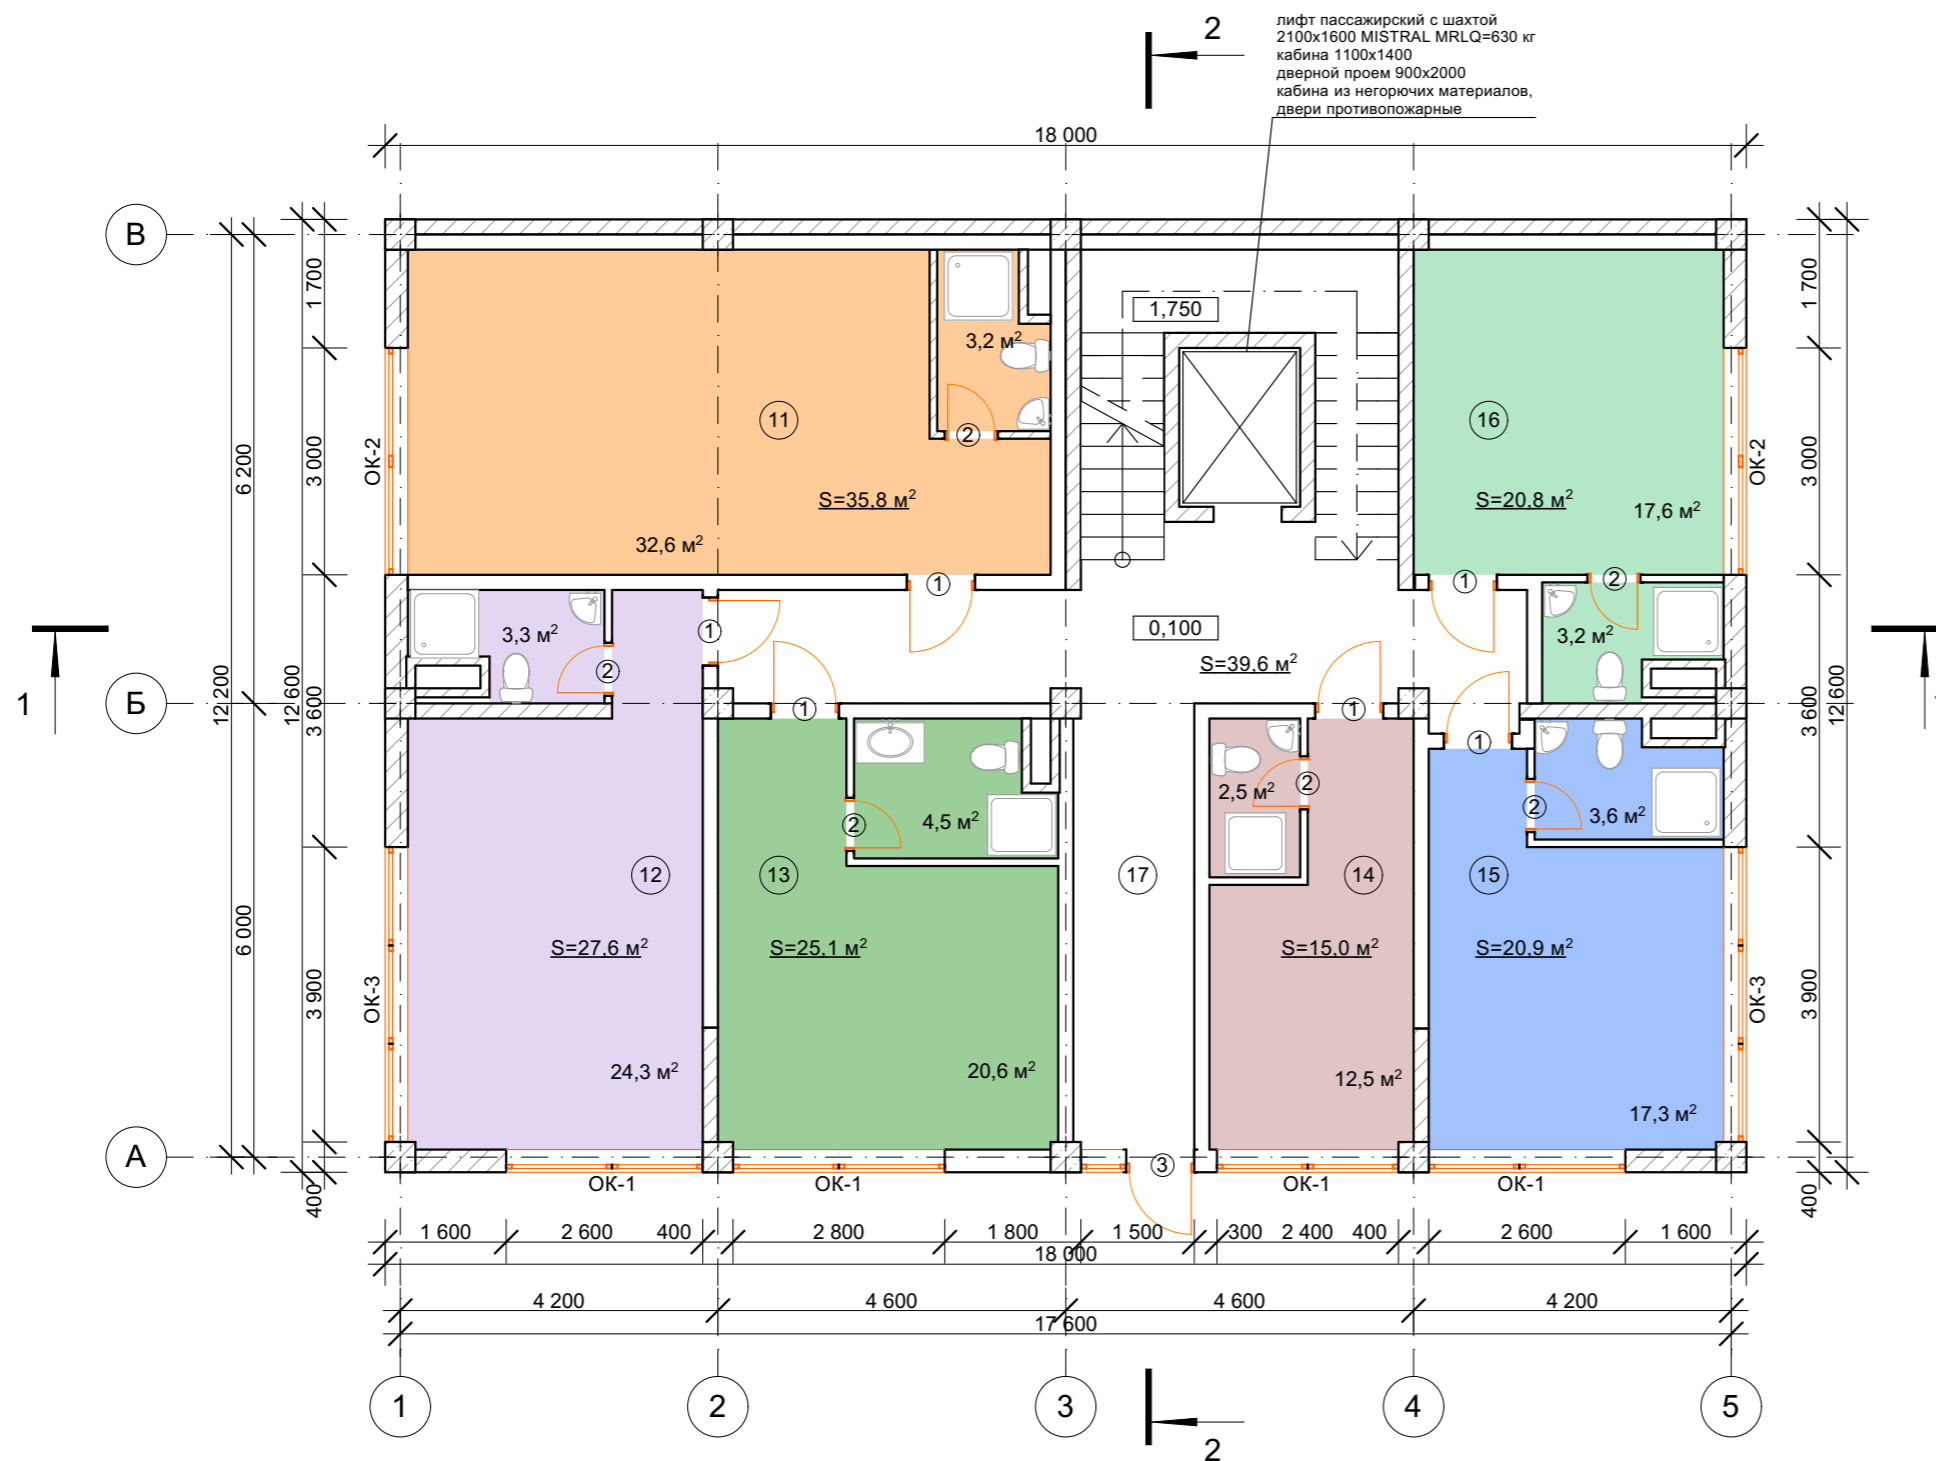 2
лифт пассажирский с шахтой
2100x1600 MISTRAL MRLQ=630 кг
кабина 1100x1400
дверной проем 900x2000
кабина из негорючих материалов,
двери противопожарные
18 000
В
1 700
1,750
3,2 м²
1 700
11
16
2
6 200
3 000
ОК-2
ОК-2
3 000
S=35,8 м²
S=20,8 м²
17,6 м²
32,6 м²
1
1
2
3,3 м²
1
0,100
3,2 м²
2
S=39,6 м²
1
Б
12 200
12 600
3 600
1
1
1
3 600
12 600
2,5 м²
2
4,5 м²
2
2
3,6 м²
12
13
17
14
15
6 000
S=27,6 м²
S=25,1 м²
S=15,0 м²
S=20,9 м²
3 900
ОК-3
ОК-3
3 900
24,3 м²
20,6 м²
12,5 м²
17,3 м²
А
3
400
ОК-1
ОК-1
ОК-1
ОК-1
400
1 600
2 600
400
2 800
1 800
1 500
300
2 400
400
2 600
1 600
18 000
4 200
4 600
4 600
4 200
17 600
1
2
3
4
5
2